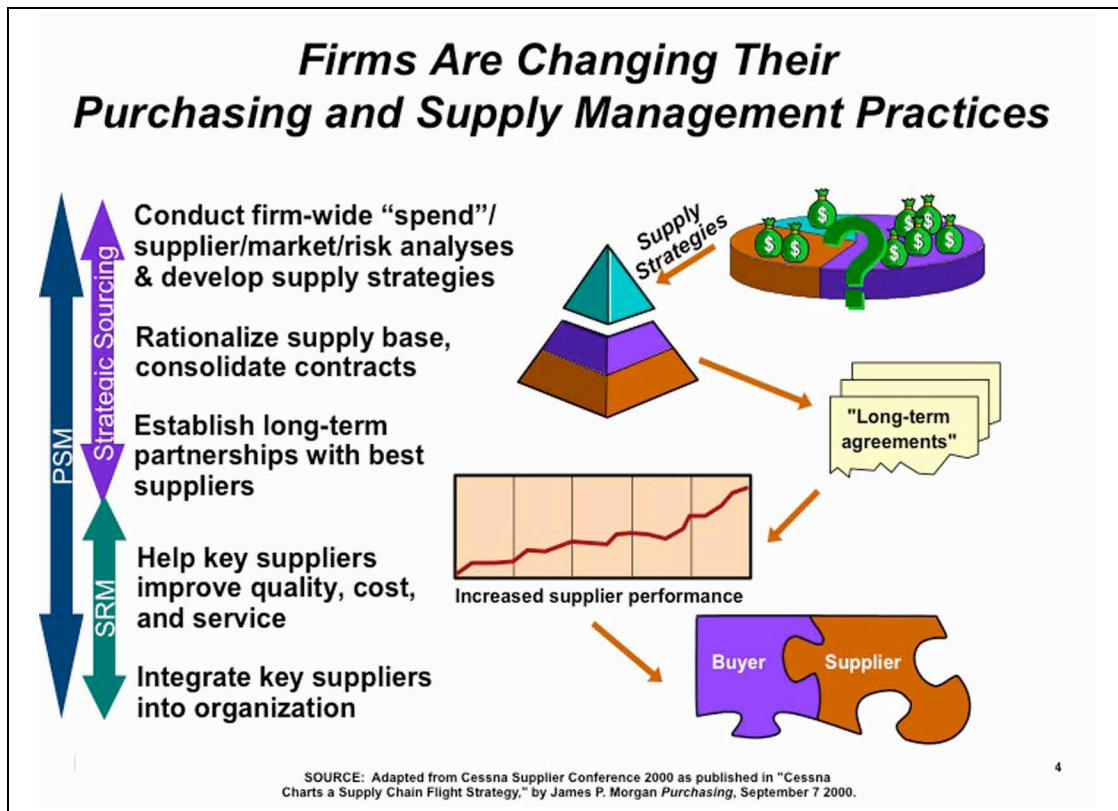 Firms Are Changing Their
Purchasing and Supply Management Practices
PSM
Strategic Sourcing
SRM
Conduct firm-wide “spend”/
supplier/market/risk analyses
& develop supply strategies
Rationalize supply base,
consolidate contracts
Establish long-term
partnerships with best
suppliers
Help key suppliers
improve quality, cost,
and service
Integrate key suppliers
into organization
Supply
Strategies
$
$
$
$
$
$
$
$
?
"Long-term
agreements"
Increased supplier performance
Buyer
Supplier
SOURCE: Adapted from Cessna Supplier Conference 2000 as published in "Cessna
Charts a Supply Chain Flight Strategy," by James P. Morgan Purchasing, September 7 2000.
4